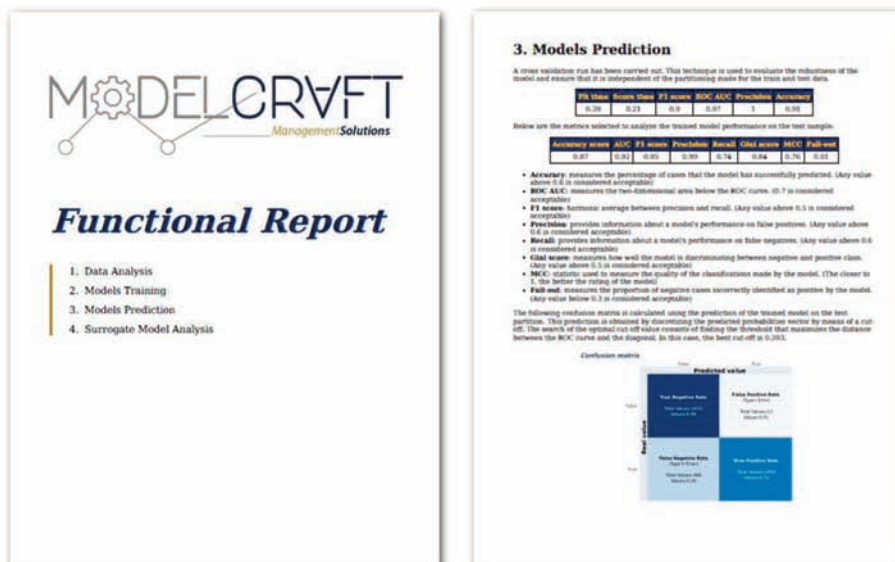 MODELCRAFT
ManagementSolutions
Functional Report
1. Data Analysis
2. Models Training
3. Models Prediction
4. Surrogate Model Analysis
3. Models Prediction
A cross validation run has been carried out. This technique is used to evaluate the robustness of the
model and ensure that it is independent of the partitioning made for the train and test data.
Fit time Score time F1 score ROC AUC Precision Accuracy
0.21 0.9 0.97 1
Below are the metrics selected to analyse the trained model performance on the test sample.
Accuracy score AUC F1 score Precision Recall Gini score MCC Fall-out
0.87 0.92 0.85 0.99 0.74 0.84 0.76 0.01
• Accuracy: measures the percentage of cases that the model has successfully predicted. (Any value
above 0.6 is considered acceptable)
• ROC AUC: measures the two-dimensional area below the ROC curve. (0.7 is considered
acceptable)
• F1 score: harmonic average between precision and recall. (Any value above 0.5 is considered
acceptable)
• Precision: provides information about a model's performance on false positives. (Any value above
0.6 is considered acceptable)
• Recall: provides information about a model's performance on false negatives. (Any value above 0.6
is considered acceptable)
• Gini score: measures how well the model is discriminating between negative and positive class.
(Any value above 0.5 is considered acceptable)
• MCC: statistic used to measure the quality of the classifications made by the model. (The closer to
1, the better the rating of the model)
• Fall-out: measures the proportion of negative cases incorrectly identified as positive by the model.
(Any value below 0.3 is considered acceptable)
The following confusion matrix is calculated using the prediction of the trained model on the test
partition. This prediction is obtained by discretizing the predicted probabilities vector by means of a cut-
off. The search of the optimal cut-off value consists of finding the threshold that maximizes the distance
between the ROC curve and the diagonal. In this case, the best cut-off is 0.393.
Confusion matrix
False True
Predicted value
Real value
False
True Negative Rate
Total Values
Values
False Positive Rate
Total Values
Values
True
False Negative Rate
Total Values
Values
True Positive Rate
Total Values
Values